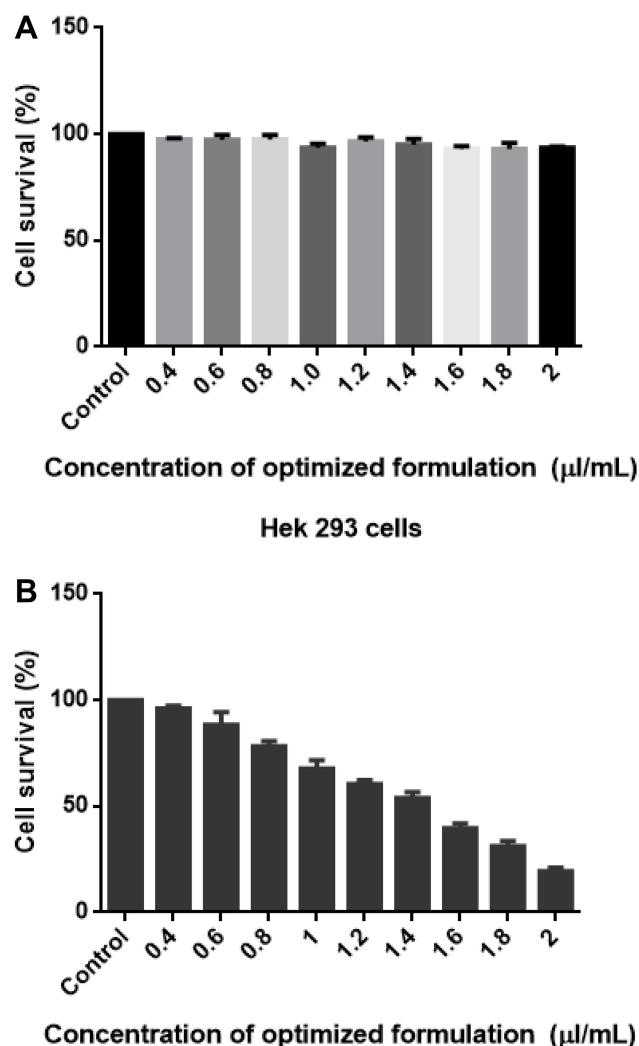 A
150
100
50
0
Cell survival (%)
Control 0.4 0.6 0.8 1.0 1.2 1.4 1.6 1.8 2
Concentration of optimized formulation (µl/mL)
Hek 293 cells
B
150
100
50
0
Cell survival (%)
Control 0.4 0.6 0.8 1 1.2 1.4 1.6 1.8 2
Concentration of optimized formulation (µl/mL)